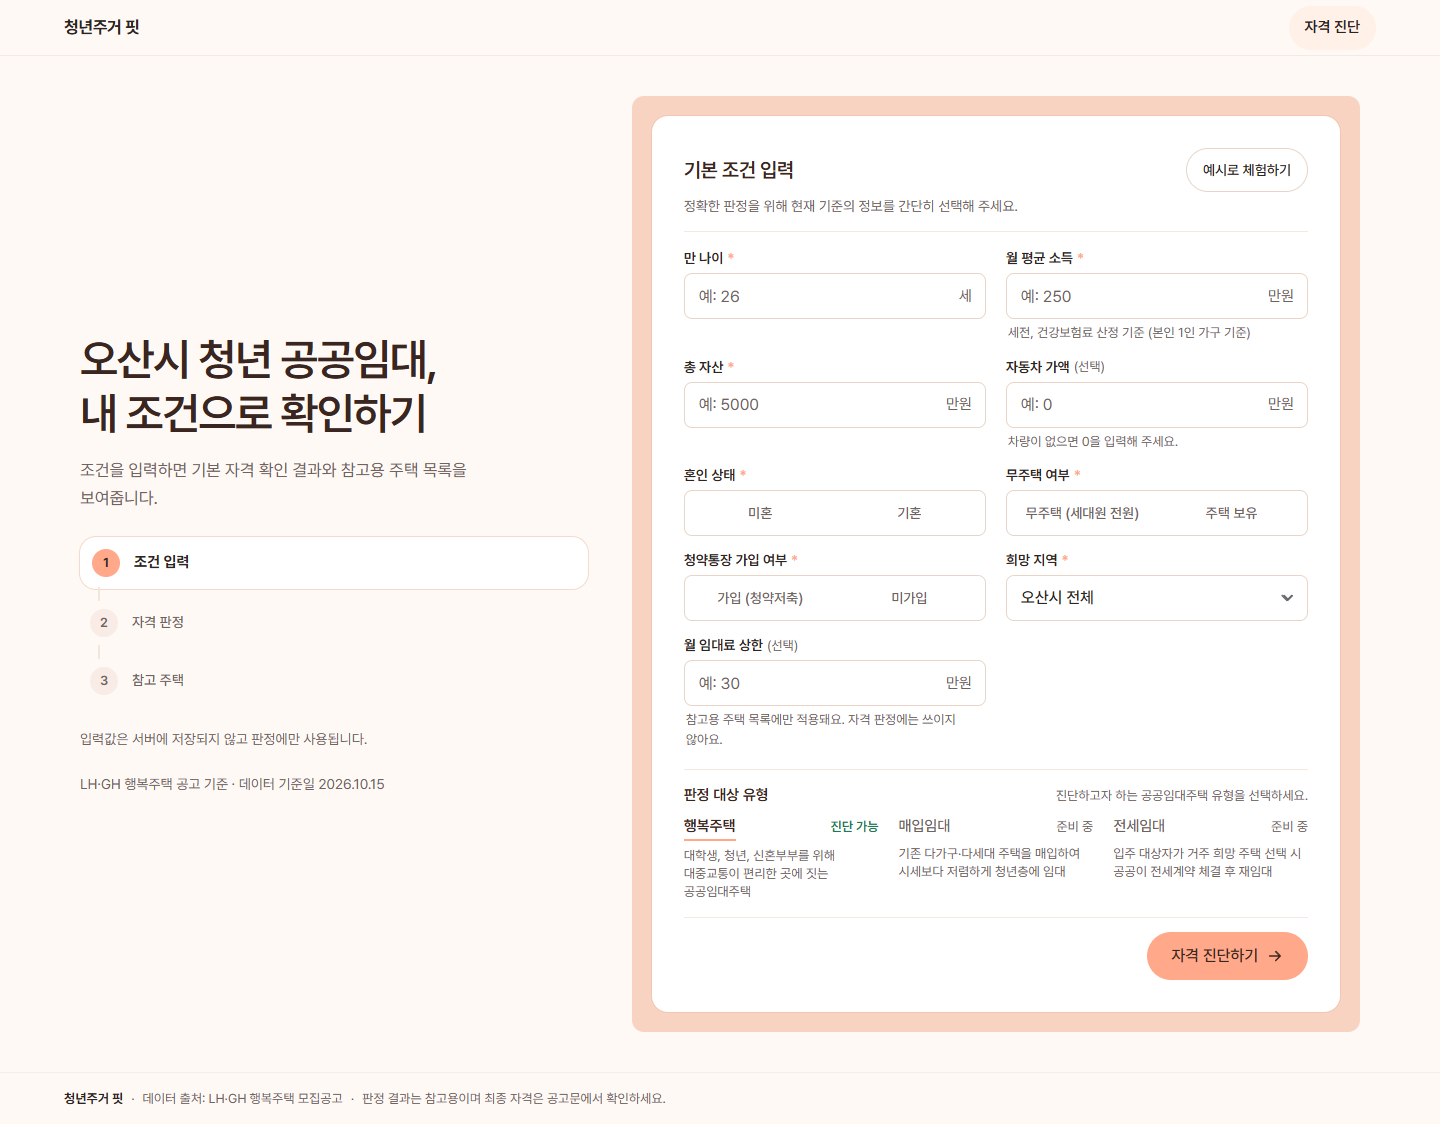 청년주거 핏
자격 진단
오산시 청년 공공임대,
내 조건으로 확인하기
조건을 입력하면 기본 자격 확인 결과와 참고용 주택 목록을
보여줍니다.
1 조건 입력
2 자격 판정
3 참고 주택
입력값은 서버에 저장되지 않고 판정에만 사용됩니다.
LH·GH 행복주택 공고 기준 · 데이터 기준일 2026.10.15
기본 조건 입력
예시로 체험하기
정확한 판정을 위해 현재 기준의 정보를 간단히 선택해 주세요.
만 나이 *
예: 26 세
월 평균 소득 *
예: 250 만원
세전, 건강보험료 산정 기준 (본인 1인 가구 기준)
총 자산 *
예: 5000 만원
자동차 가액 (선택)
예: 0 만원
차량이 없으면 0을 입력해 주세요.
혼인 상태 *
미혼 기혼
무주택 여부 *
무주택 (세대원 전원) 주택 보유
청약통장 가입 여부 *
가입 (청약저축) 미가입
희망 지역 *
오산시 전체
월 임대료 상한 (선택)
예: 30 만원
참고용 주택 목록에만 적용돼요. 자격 판정에는 쓰이지
않아요.
판정 대상 유형
진단하고자 하는 공공임대주택 유형을 선택하세요.
행복주택 진단 가능
대학생, 청년, 신혼부부를 위해
대중교통이 편리한 곳에 짓는
공공임대주택
매입임대 준비 중
기존 다가구·다세대 주택을 매입하여
시세보다 저렴하게 청년층에 임대
전세임대 준비 중
입주 대상자가 거주 희망 주택 선택 시
공공이 전세계약 체결 후 재임대
자격 진단하기 →
청년주거 핏 · 데이터 출처: LH·GH 행복주택 모집공고 · 판정 결과는 참고용이며 최종 자격은 공고문에서 확인하세요.